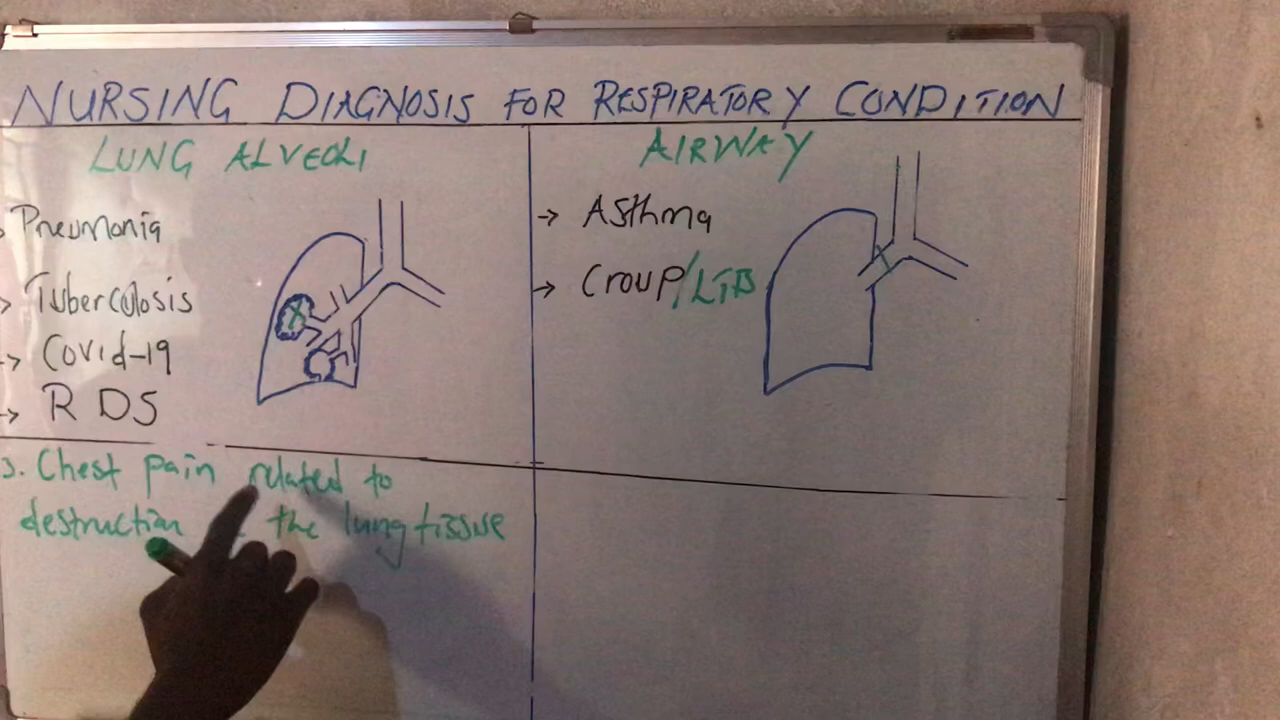 NURSING DIAGNOSIS FOR RESPIRATORY CONDITION
LUNG ALVEOLI
Pneumonia
→ Tuberculosis
→ Covid-19
→ RDS
3. Chest pain related to
destruction the lung tissue
AIRWAY
→ Asthma
→ Croup/LTB